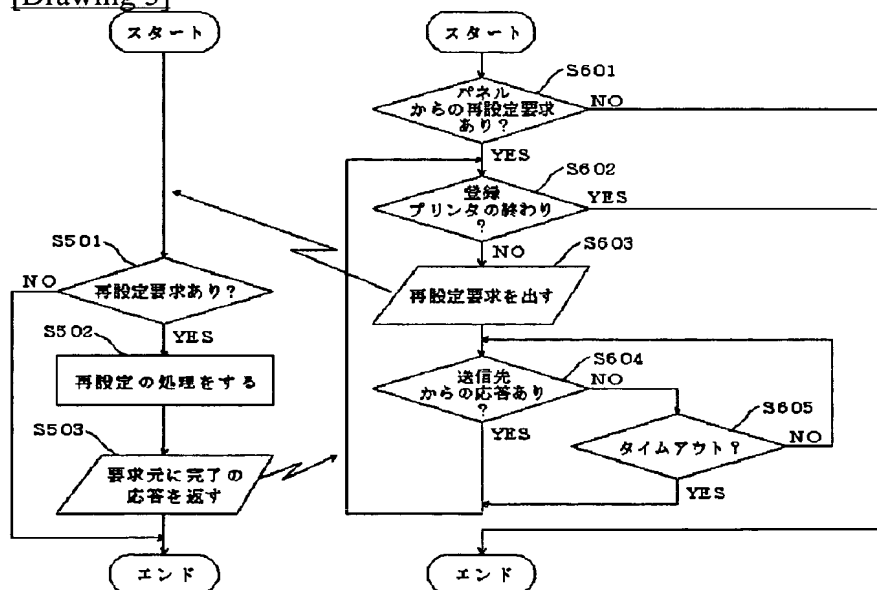 [Drawing 5]
スタート
S501
再設定要求あり?
NO
YES
S502
再設定の処理をする
S503
要求元に完了の
応答を返す
エンド
スタート
S601
パネル
からの再設定要求
あり?
NO
YES
S602
登録
プリンタの終わり
?
YES
NO
S603
再設定要求を出す
S604
送信先
からの応答あり
?
NO
YES
S605
タイムアウト?
NO
YES
エンド